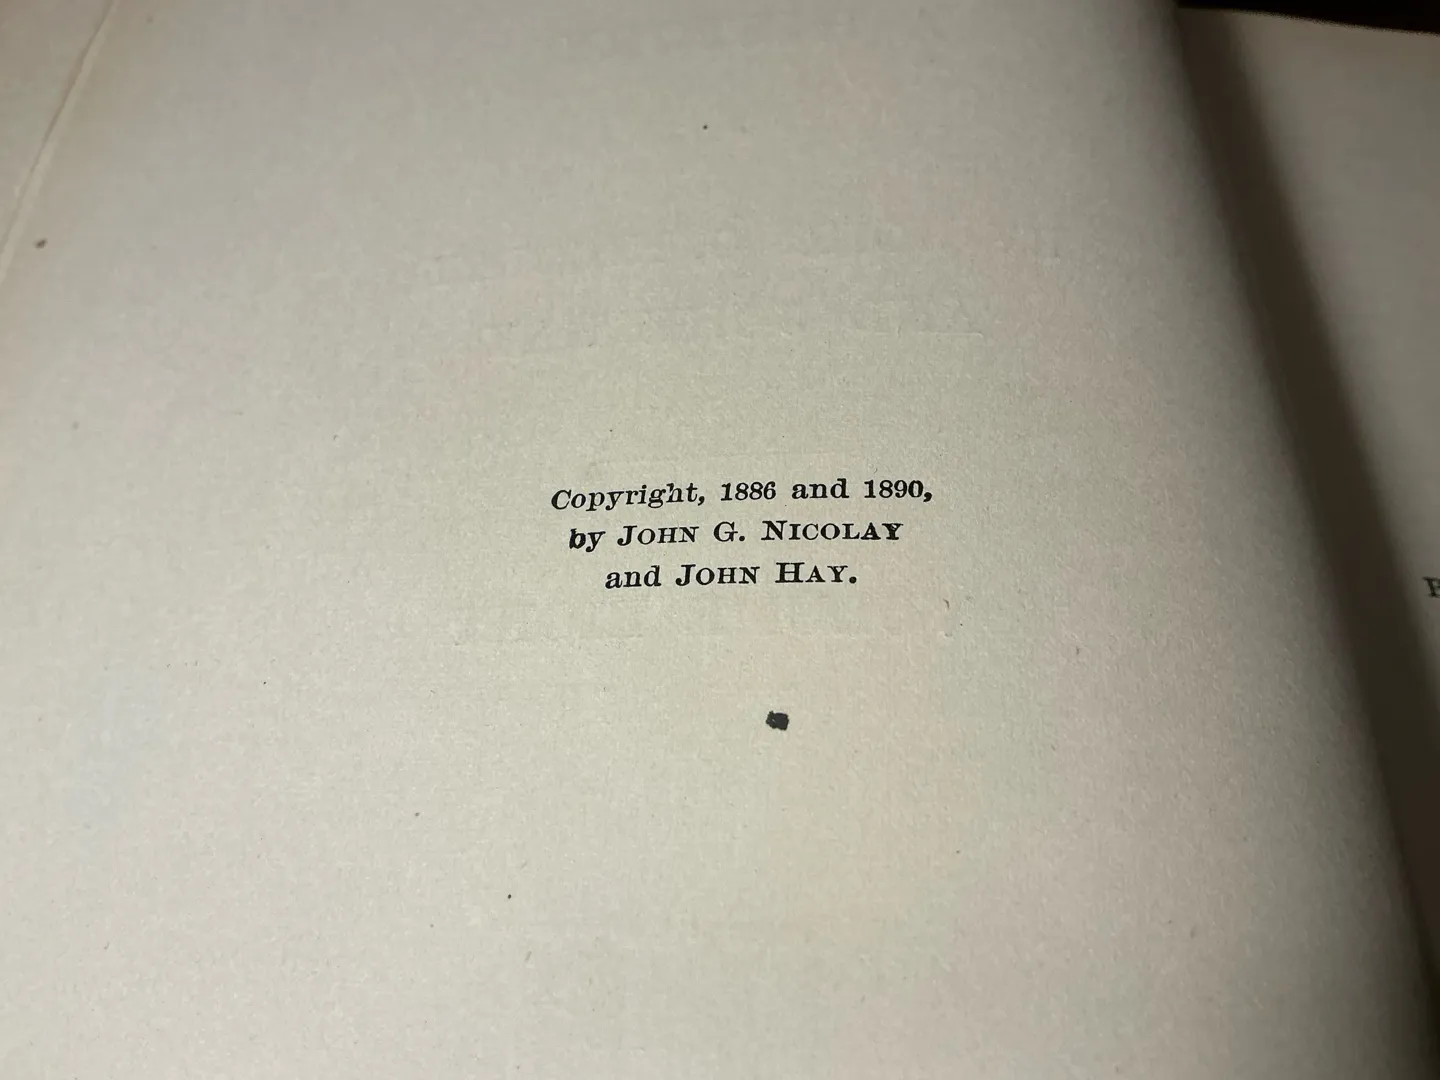 Copyright, 1886 and 1890,
by JOHN G. NICOLAY
and JOHN HAY.